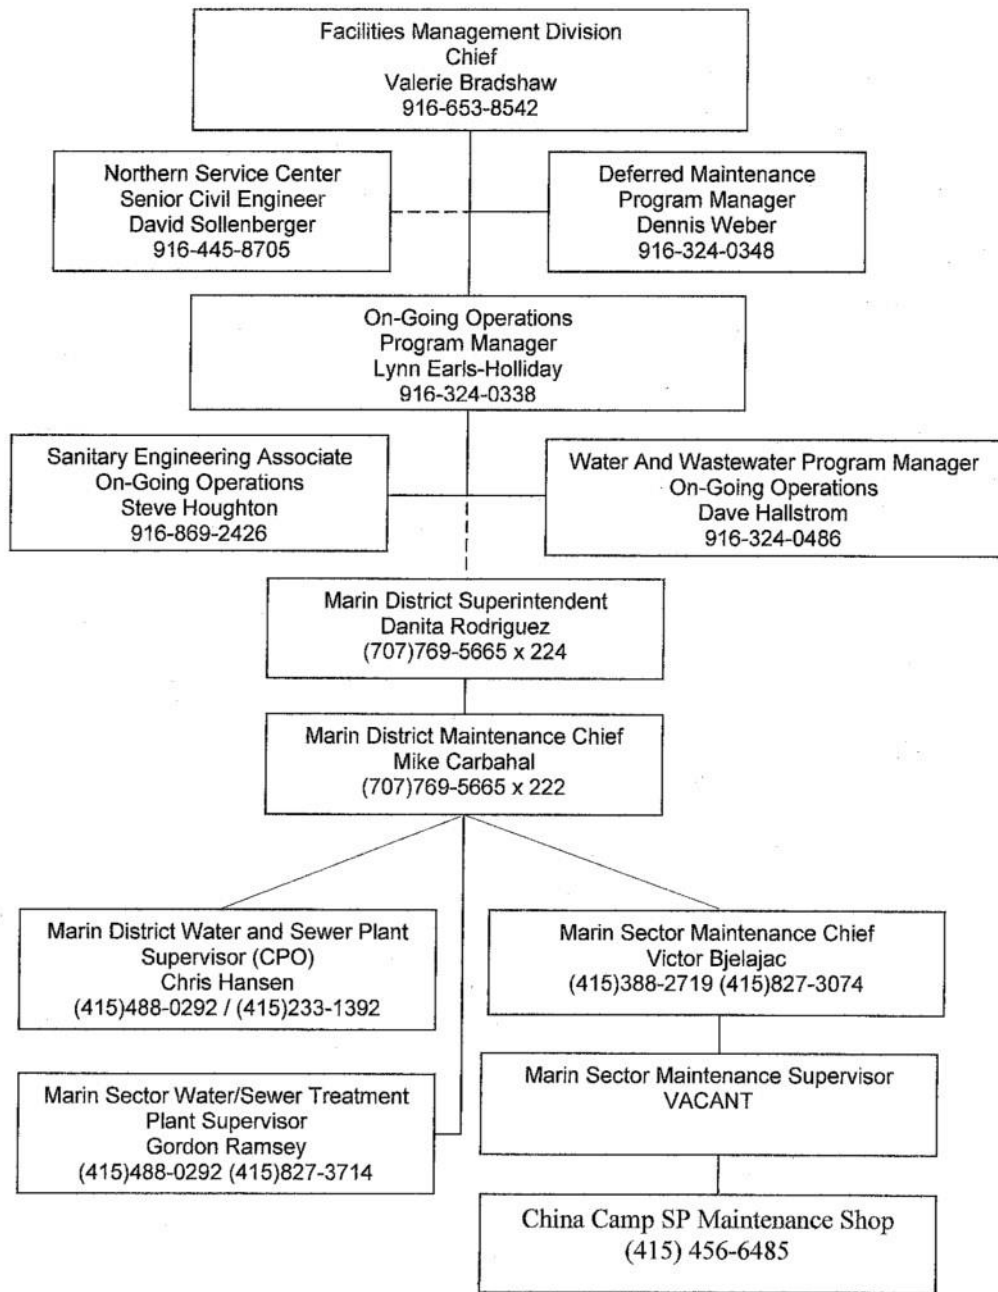 Facilities Management Division
Chief
Valerie Bradshaw
916-653-8542
Northern Service Center
Senior Civil Engineer
David Sollenberger
916-445-8705
Deferred Maintenance
Program Manager
Dennis Weber
916-324-0348
On-Going Operations
Program Manager
Lynn Earls-Holliday
916-324-0338
Sanitary Engineering Associate
On-Going Operations
Steve Houghton
916-869-2426
Water And Wastewater Program Manager
On-Going Operations
Dave Hallstrom
916-324-0486
Marin District Superintendent
Danita Rodriguez
(707)769-5665 x 224
Marin District Maintenance Chief
Mike Carbahal
(707)769-5665 x 222
Marin District Water and Sewer Plant
Supervisor (CPO)
Chris Hansen
(415)488-0292 / (415)233-1392
Marin Sector Maintenance Chief
Victor Bjelajac
(415)388-2719 (415)827-3074
Marin Sector Water/Sewer Treatment
Plant Supervisor
Gordon Ramsey
(415)488-0292 (415)827-3714
Marin Sector Maintenance Supervisor
VACANT
China Camp SP Maintenance Shop
(415) 456-6485